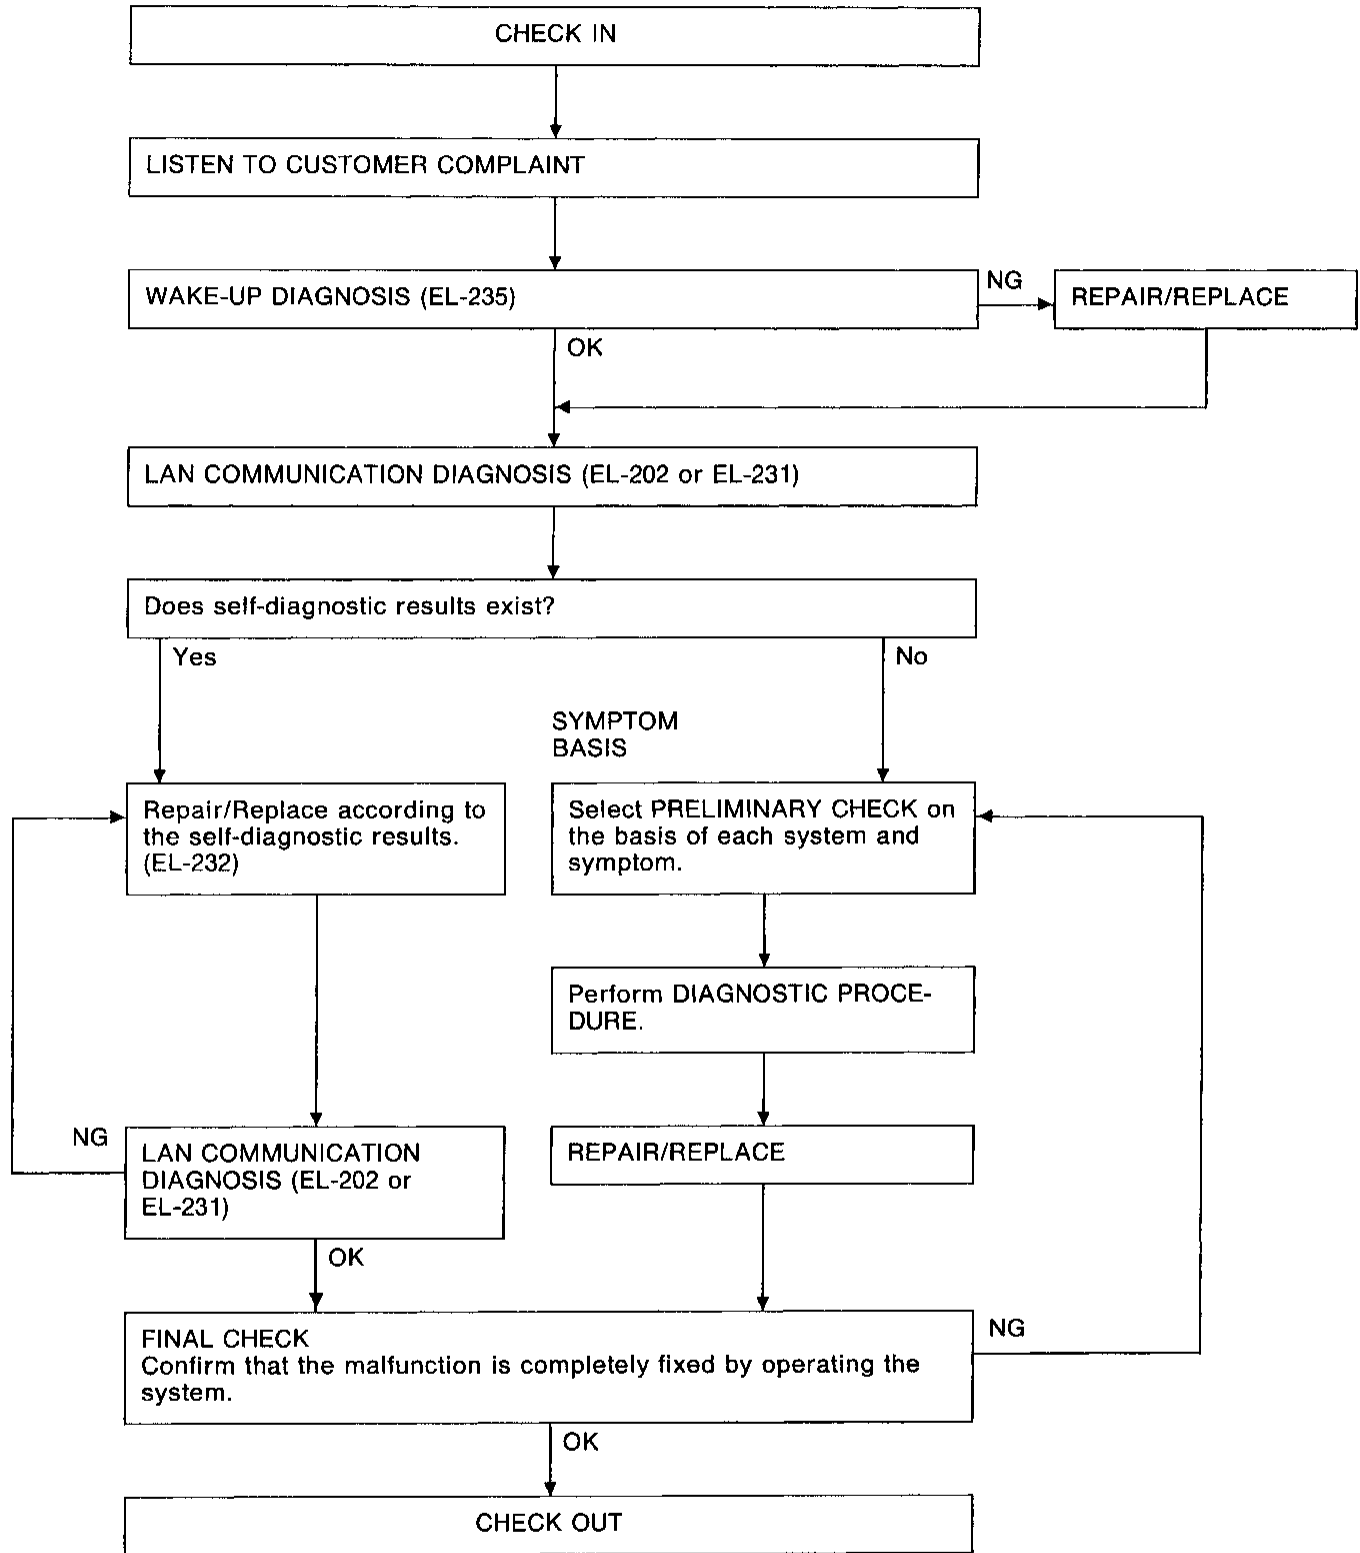 CHECK IN
LISTEN TO CUSTOMER COMPLAINT
WAKE-UP DIAGNOSIS (EL-235)
NG
REPAIR/REPLACE
OK
LAN COMMUNICATION DIAGNOSIS (EL-202 or EL-231)
Does self-diagnostic results exist?
Yes
No
SYMPTOM
BASIS
Repair/Replace according to
the self-diagnostic results.
(EL-232)
Select PRELIMINARY CHECK on
the basis of each system and
symptom.
Perform DIAGNOSTIC PROCE-
DURE.
NG
LAN COMMUNICATION
DIAGNOSIS (EL-202 or
EL-231)
REPAIR/REPLACE
OK
FINAL CHECK
Confirm that the malfunction is completely fixed by operating the
system.
NG
OK
CHECK OUT